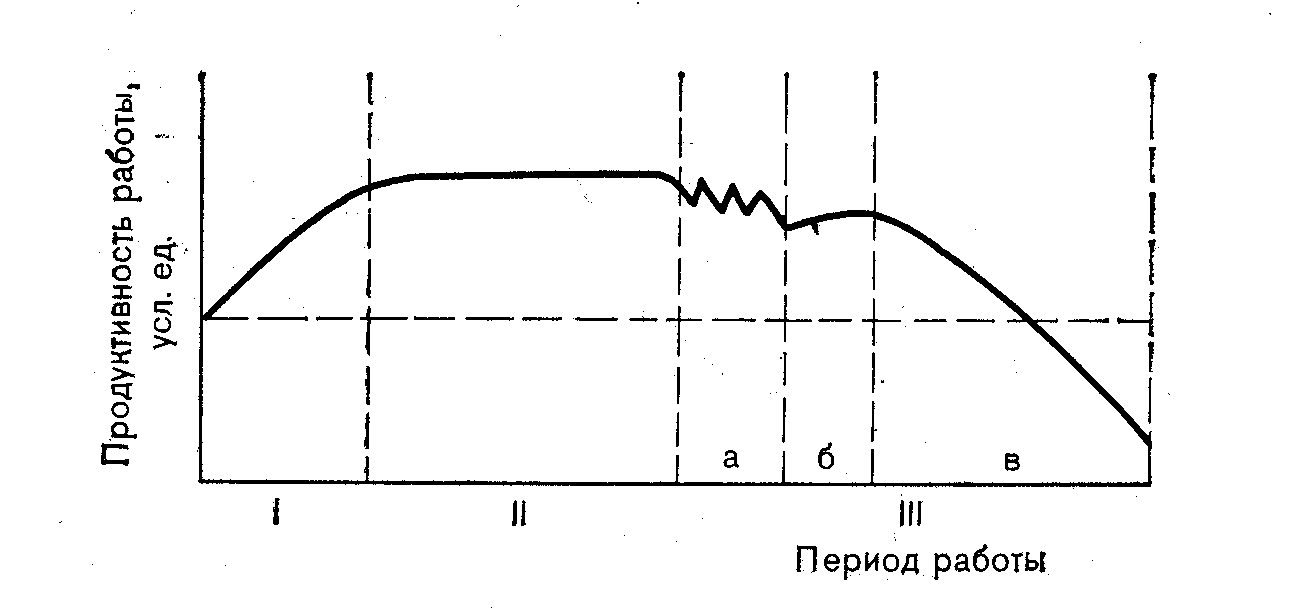 Продуктивность работы,
усл. ед.
а б в
I II III
Период работы